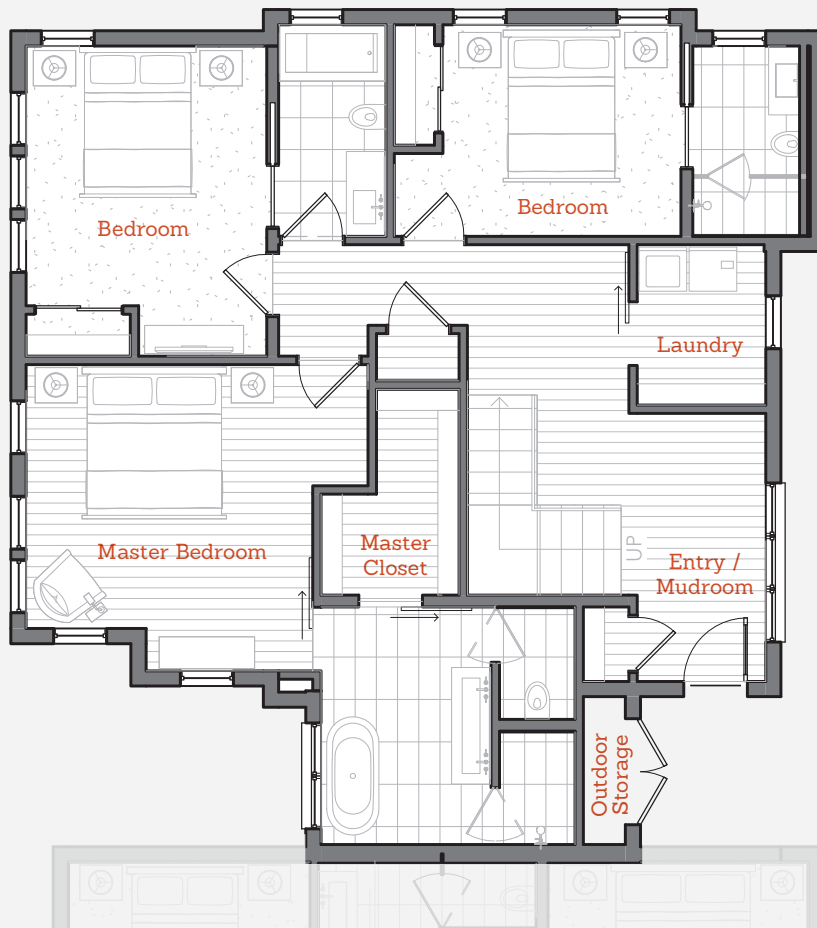 Bedroom
Bedroom
Laundry
Master Bedroom
Master
Closet
UP
Entry /
Mudroom
Outdoor
Storage